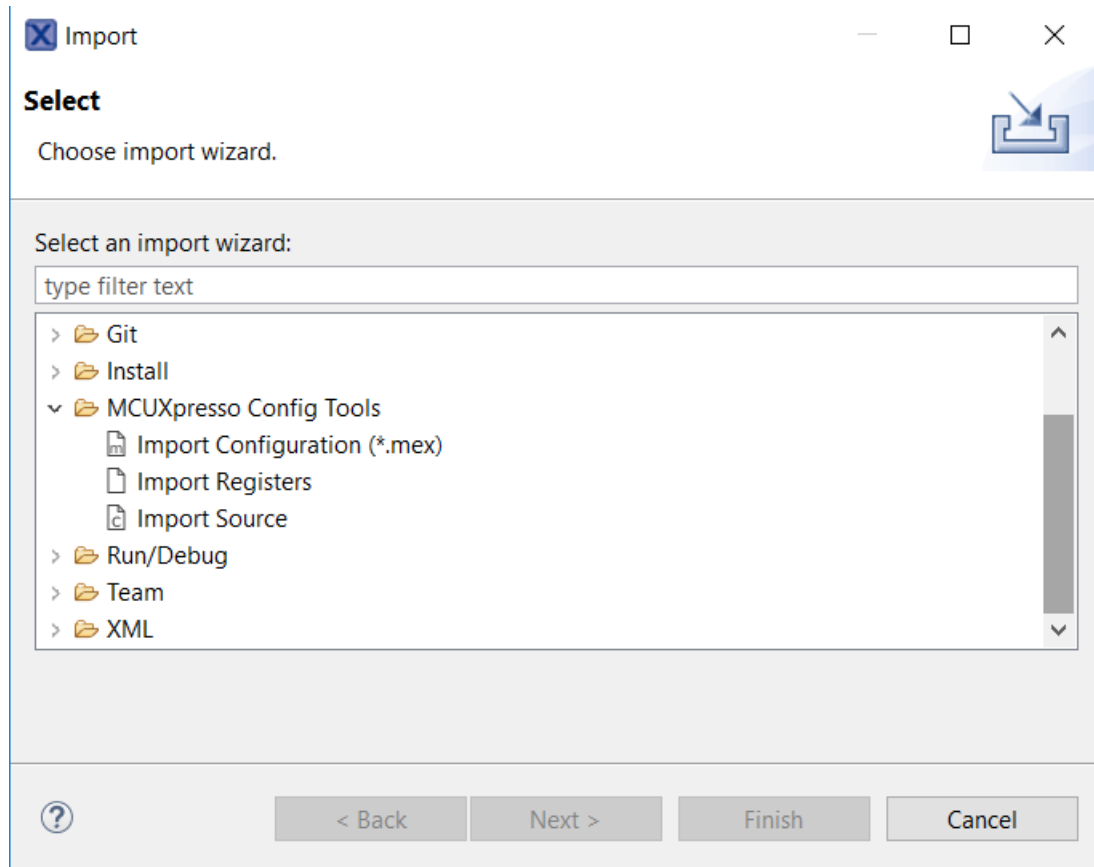 Import
Select
Choose import wizard.
Select an import wizard:
type filter text
Git
Install
MCUXpresso Config Tools
Import Configuration (*.mex)
Import Registers
Import Source
Run/Debug
Team
XML
? < Back Next > Finish Cancel